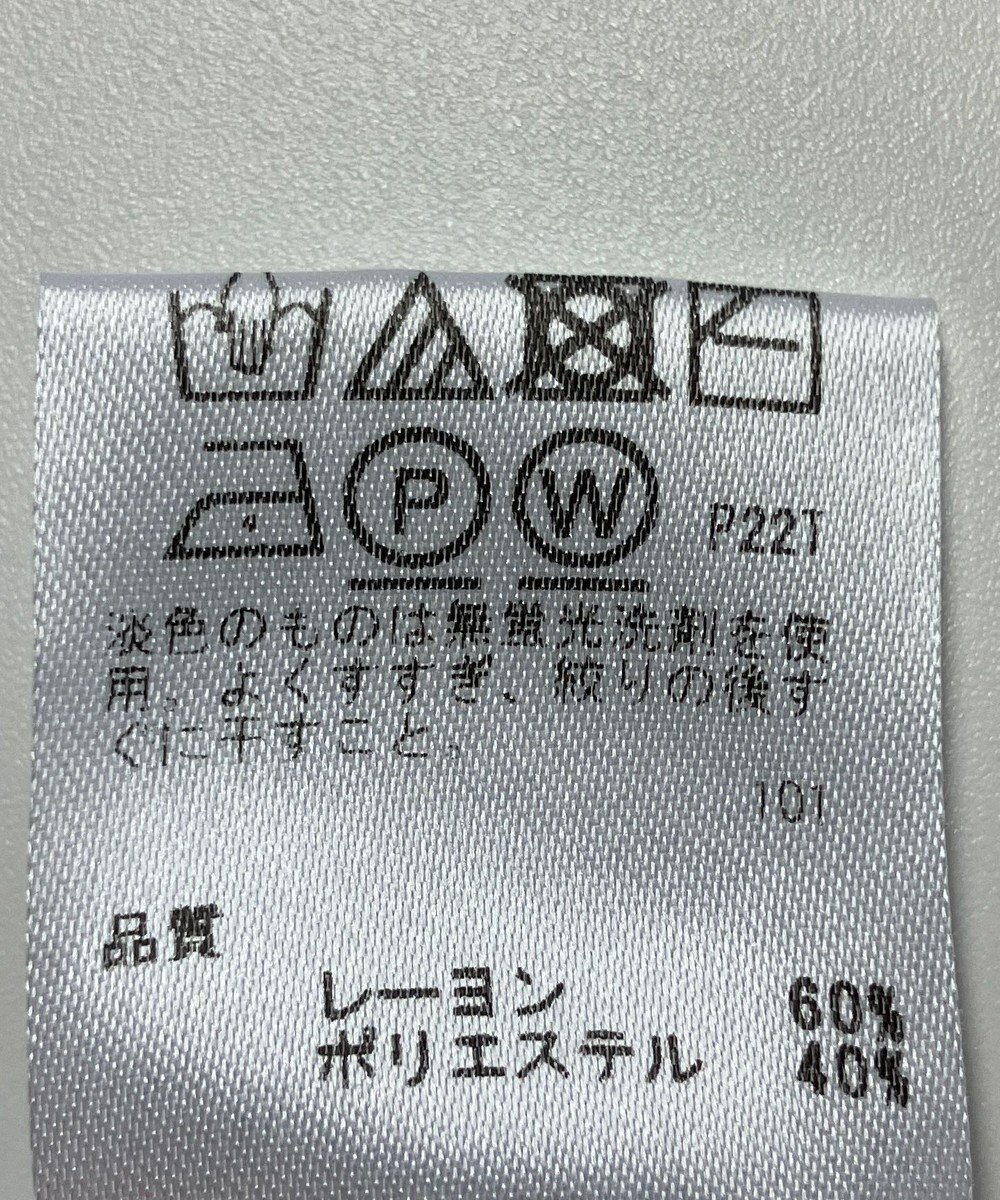 P W P22T
淡色のものは無蛍光洗剤を使
用。よくすすぎ、絞りの後す
ぐに干すこと。
101
品質
レーヨン 60%
ポリエステル 40%